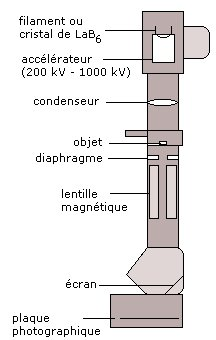 filament ou
cristal de LaB6
accélérateur
(200 kV - 1000 kV)
condenseur
objet
diaphragme
lentille
magnétique
écran
plaque
photographique